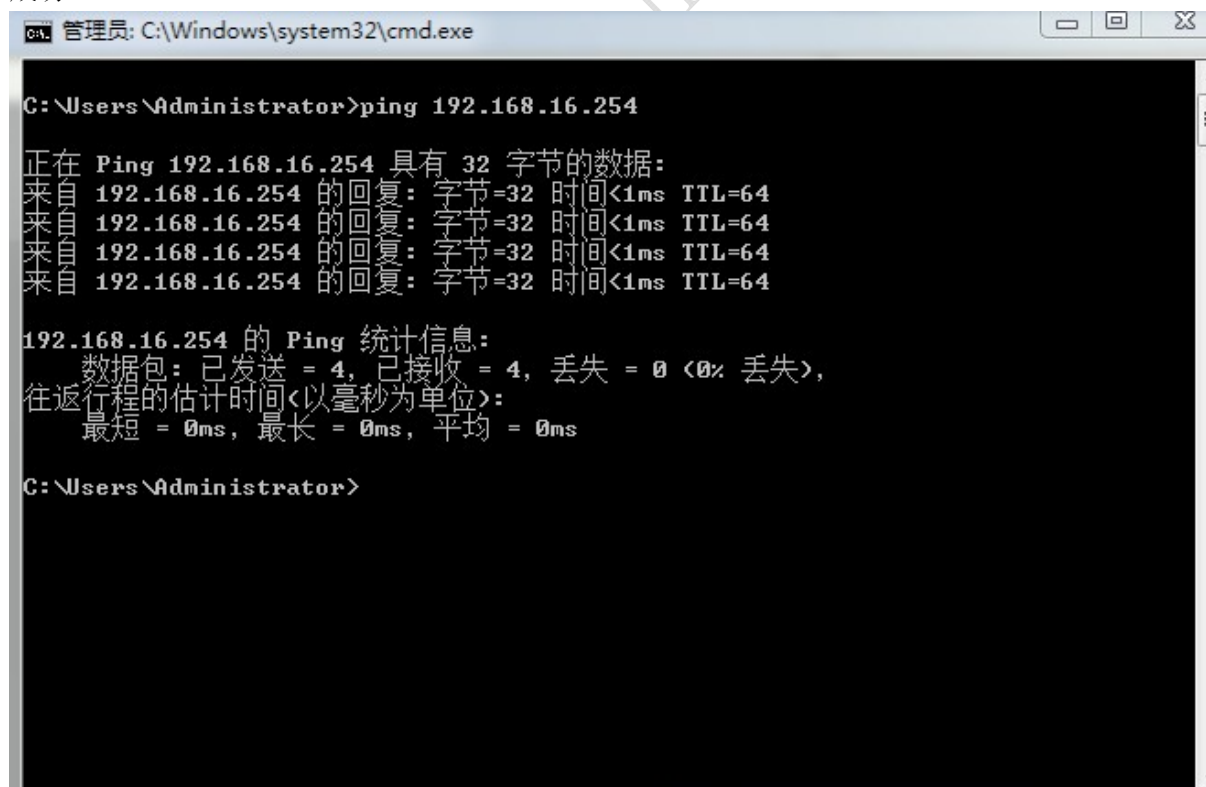 管理员: C:\Windows\system32\cmd.exe
C:\Users\Administrator>ping 192.168.16.254
正在 Ping 192.168.16.254 具有 32 字节的数据:
来自 192.168.16.254 的回复: 字节=32 时间<1ms TTL=64
来自 192.168.16.254 的回复: 字节=32 时间<1ms TTL=64
来自 192.168.16.254 的回复: 字节=32 时间<1ms TTL=64
来自 192.168.16.254 的回复: 字节=32 时间<1ms TTL=64
192.168.16.254 的 Ping 统计信息:
数据包: 已发送 = 4, 已接收 = 4, 丢失 = 0 (0% 丢失),
往返行程的估计时间(以毫秒为单位):
最短 = 0ms, 最长 = 0ms, 平均 = 0ms
C:\Users\Administrator>